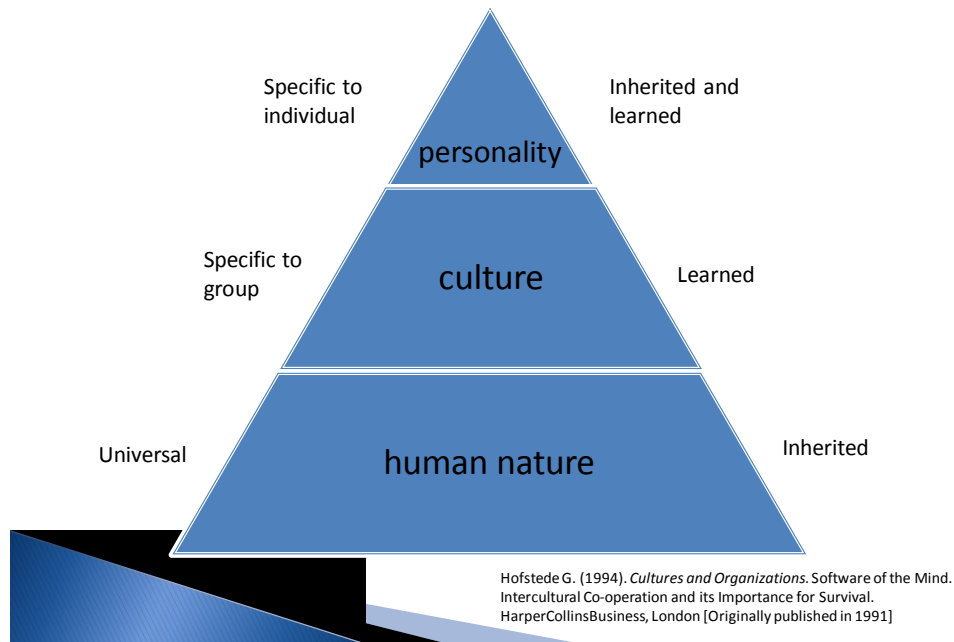 Specific to
individual
Inherited and
learned
personality
Specific to
group
culture
Learned
Universal
human nature
Inherited
Hofstede G. (1994). Cultures and Organizations. Software of the Mind.
Intercultural Co-operation and its Importance for Survival.
HarperCollinsBusiness, London [Originally published in 1991]